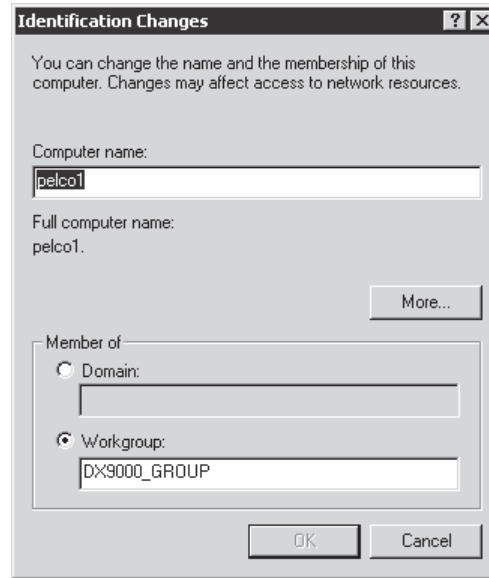 Identification Changes
You can change the name and the membership of this
computer. Changes may affect access to network resources.
Computer name:
pelco1
Full computer name:
pelco1.
More...
Member of
Domain:
Workgroup:
DX9000_GROUP
OK
Cancel